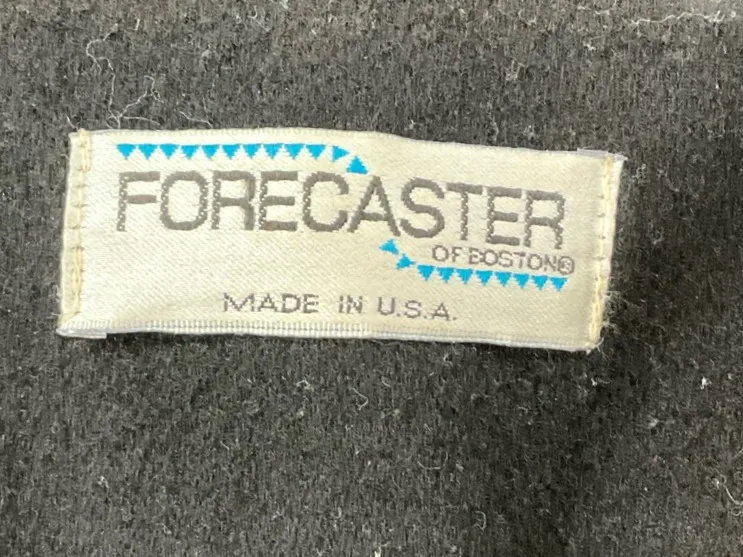 FORECASTER
OF BOSTON®
MADE IN U.S.A.